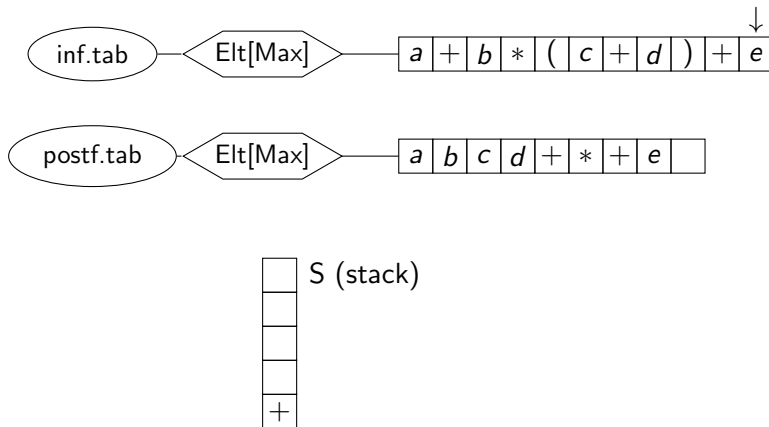 ↓
inf.tab Elt[Max] a + b * ( c + d ) + e
postf.tab Elt[Max] a b c d + * + e
S (stack)
+